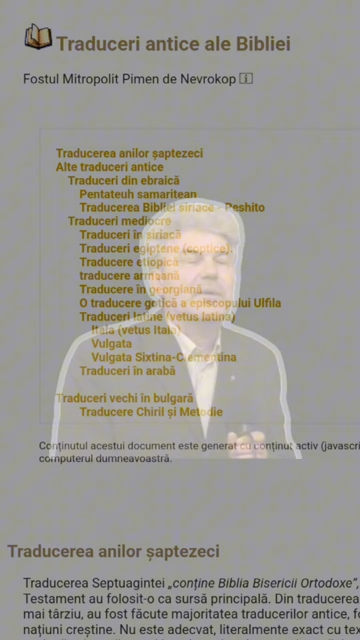 Traduceri antice ale Bibliei
Fostul Mitropolit Pimen de Nevrokop
Traducerea anilor șaptezeci
Alte traduceri antice
Traduceri din ebraică
Pentateuh samaritean
Traducerea Bibliei siriace - Peshito
Traduceri mediocre
Traduceri în siriacă
Traduceri egiptene (coptice).
Traducere etiopică
traducere armeană
Traducere în georgiană
O traducere gotică a episcopului Ulfila
Traduceri latine (vetus latina)
Itala (vetus Itala)
Vulgata
Vulgata Sixtina-Clementina
Traduceri în arabă
Traduceri vechi în bulgară
Traducere Chiril și Metodie
Conținutul acestui document este generat cu conținut activ (javascri
computerul dumneavoastră.
Traducerea anilor șaptezeci
Traducerea Septuagintei „conține Biblia Bisericii Ortodoxe”,
Testament au folosit-o ca sursă principală. Din traducerea
mai târziu, au fost făcute majoritatea traducerilor antice, fo
națiuni creștine. Nu este adecvat, literalmente exact cu te